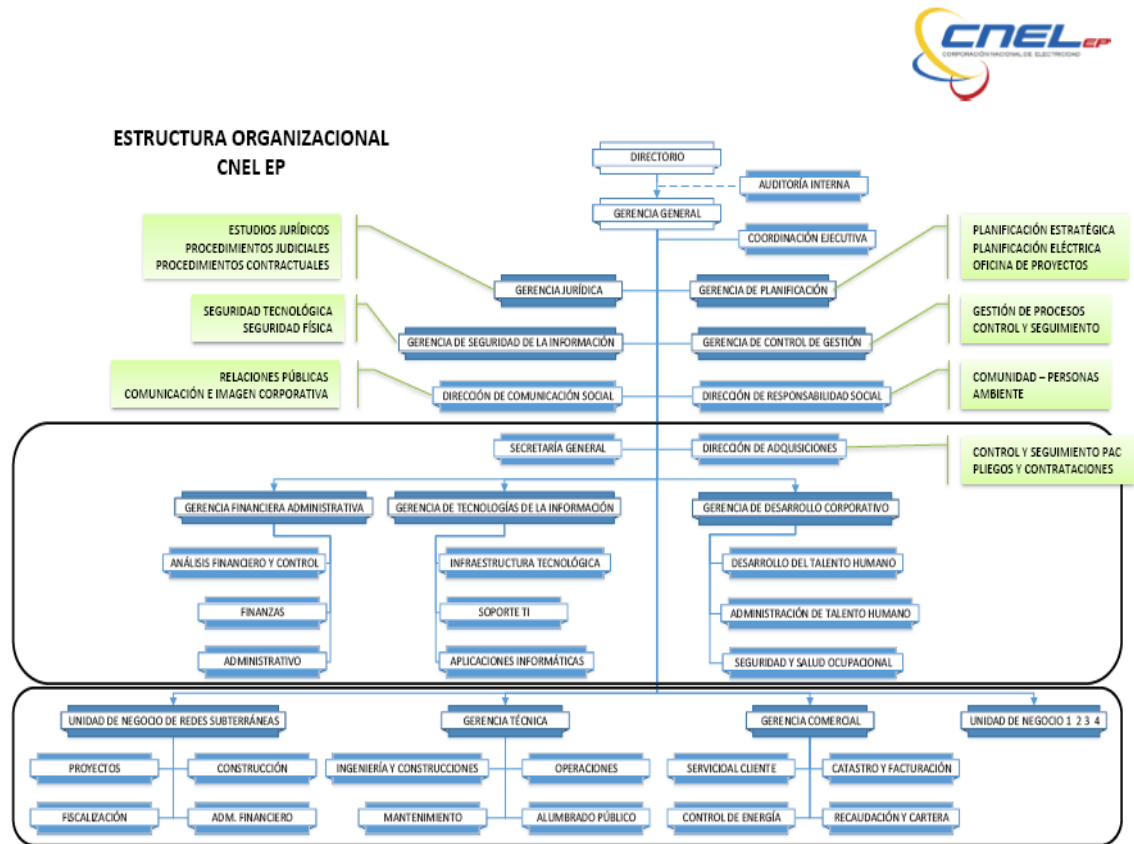 CNEL EP
CORPORACIÓN NACIONAL DE ELECTRICIDAD
ESTRUCTURA ORGANIZACIONAL
CNEL EP
DIRECTORIO
AUDITORÍA INTERNA
GERENCIA GENERAL
COORDINACIÓN EJECUTIVA
ESTUDIOS JURÍDICOS
PROCEDIMIENTOS JUDICIALES
PROCEDIMIENTOS CONTRACTUALES
PLANIFICACIÓN ESTRATÉGICA
PLANIFICACIÓN ELÉCTRICA
OFICINA DE PROYECTOS
GERENCIA JURÍDICA
GERENCIA DE PLANIFICACIÓN
SEGURIDAD TECNOLÓGICA
SEGURIDAD FÍSICA
GESTIÓN DE PROCESOS
CONTROL Y SEGUIMIENTO
GERENCIA DE SEGURIDAD DE LA INFORMACIÓN
GERENCIA DE CONTROL DE GESTIÓN
RELACIONES PÚBLICAS
COMUNICACIÓN E IMAGEN CORPORATIVA
COMUNIDAD – PERSONAS
AMBIENTE
DIRECCIÓN DE COMUNICACIÓN SOCIAL
DIRECCIÓN DE RESPONSABILIDAD SOCIAL
SECRETARÍA GENERAL
DIRECCIÓN DE ADQUISICIONES
CONTROL Y SEGUIMIENTO PAC
PLIEGOS Y CONTRATACIONES
GERENCIA FINANCIERA ADMINISTRATIVA
GERENCIA DE TECNOLOGÍAS DE LA INFORMACIÓN
GERENCIA DE DESARROLLO CORPORATIVO
ANÁLISIS FINANCIERO Y CONTROL
INFRAESTRUCTURA TECNOLÓGICA
DESARROLLO DEL TALENTO HUMANO
FINANZAS
SOPORTE TI
ADMINISTRACIÓN DE TALENTO HUMANO
ADMINISTRATIVO
APLICACIONES INFORMÁTICAS
SEGURIDAD Y SALUD OCUPACIONAL
UNIDAD DE NEGOCIO DE REDES SUBTERRÁNEAS
GERENCIA TÉCNICA
GERENCIA COMERCIAL
UNIDAD DE NEGOCIO 1 2 3 4
PROYECTOS
CONSTRUCCIÓN
INGENIERÍA Y CONSTRUCCIONES
OPERACIONES
SERVICIOAL CLIENTE
CATASTRO Y FACTURACIÓN
FISCALIZACIÓN
ADM. FINANCIERO
MANTENIMIENTO
ALUMBRADO PÚBLICO
CONTROL DE ENERGÍA
RECAUDACIÓN Y CARTERA